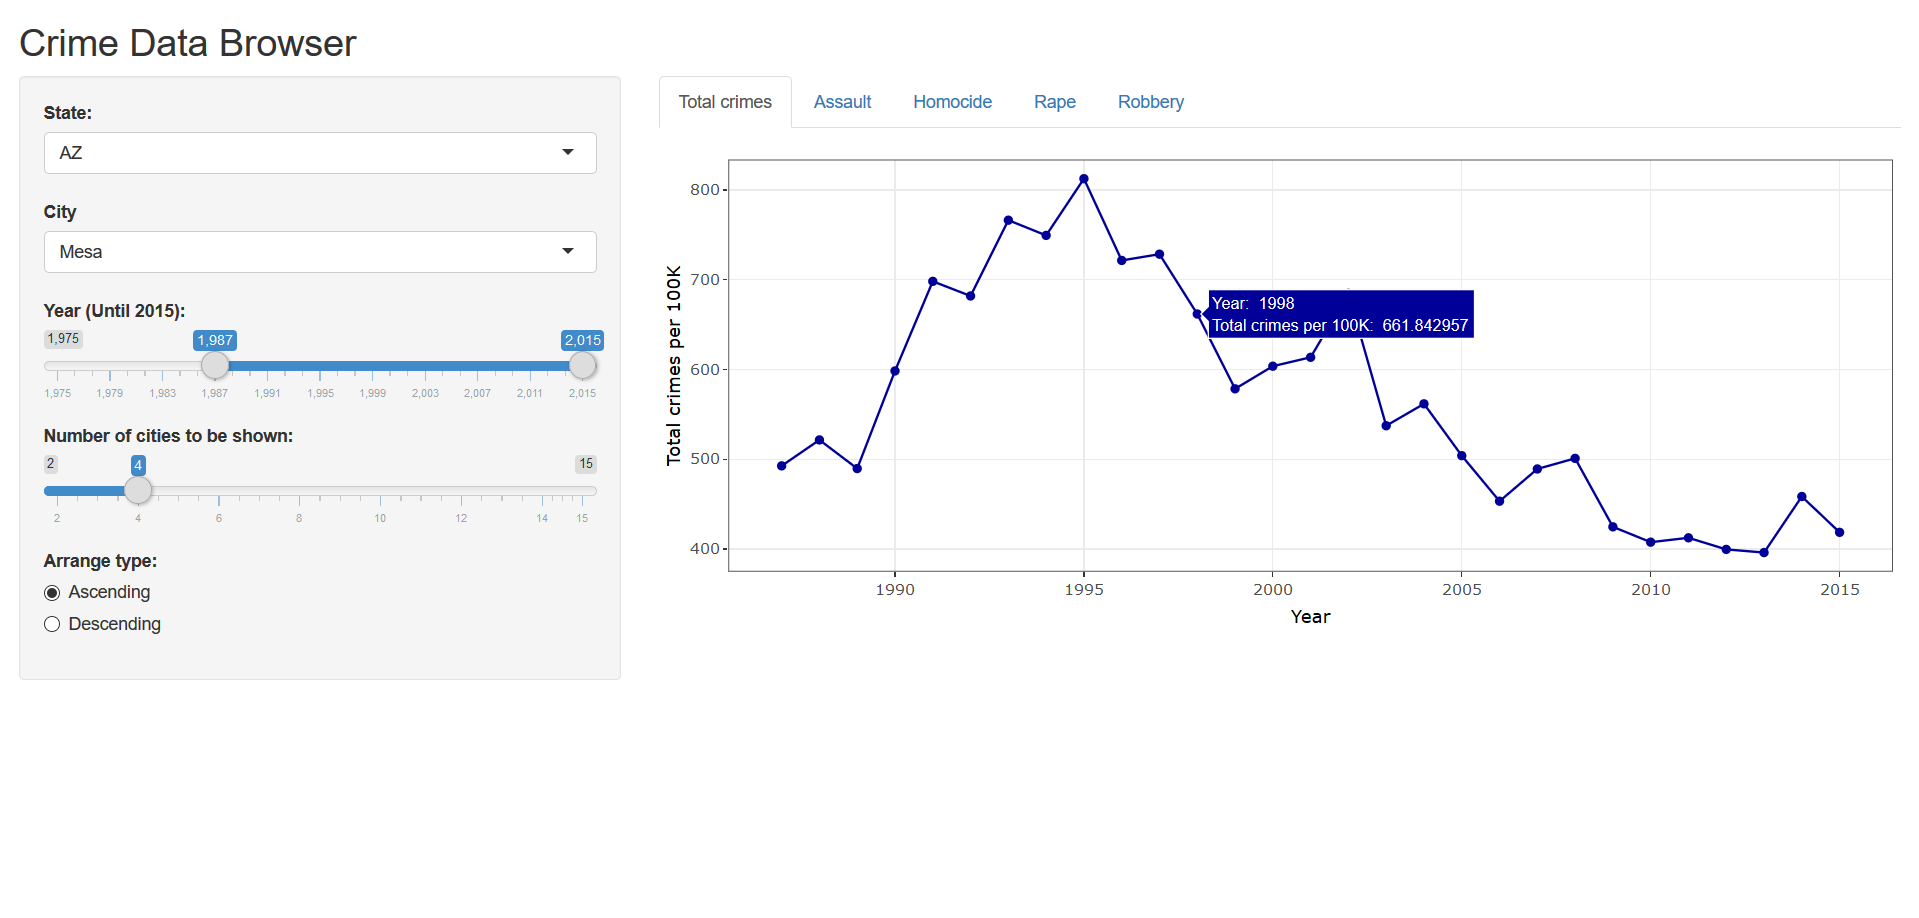 Crime Data Browser
State:
AZ
City
Mesa
Year (Until 2015):
1,975 1,987 2,015
1,975 1,979 1,983 1,987 1,991 1,995 1,999 2,003 2,007 2,011 2,015
Number of cities to be shown:
2 4 15
2 4 6 8 10 12 14 15
Arrange type:
Ascending
Descending
Total crimes Assault Homocide Rape Robbery
Total crimes per 100K
800
700
600
500
400
Year: 1998
Total crimes per 100K: 661.842957
1990 1995 2000 2005 2010 2015
Year